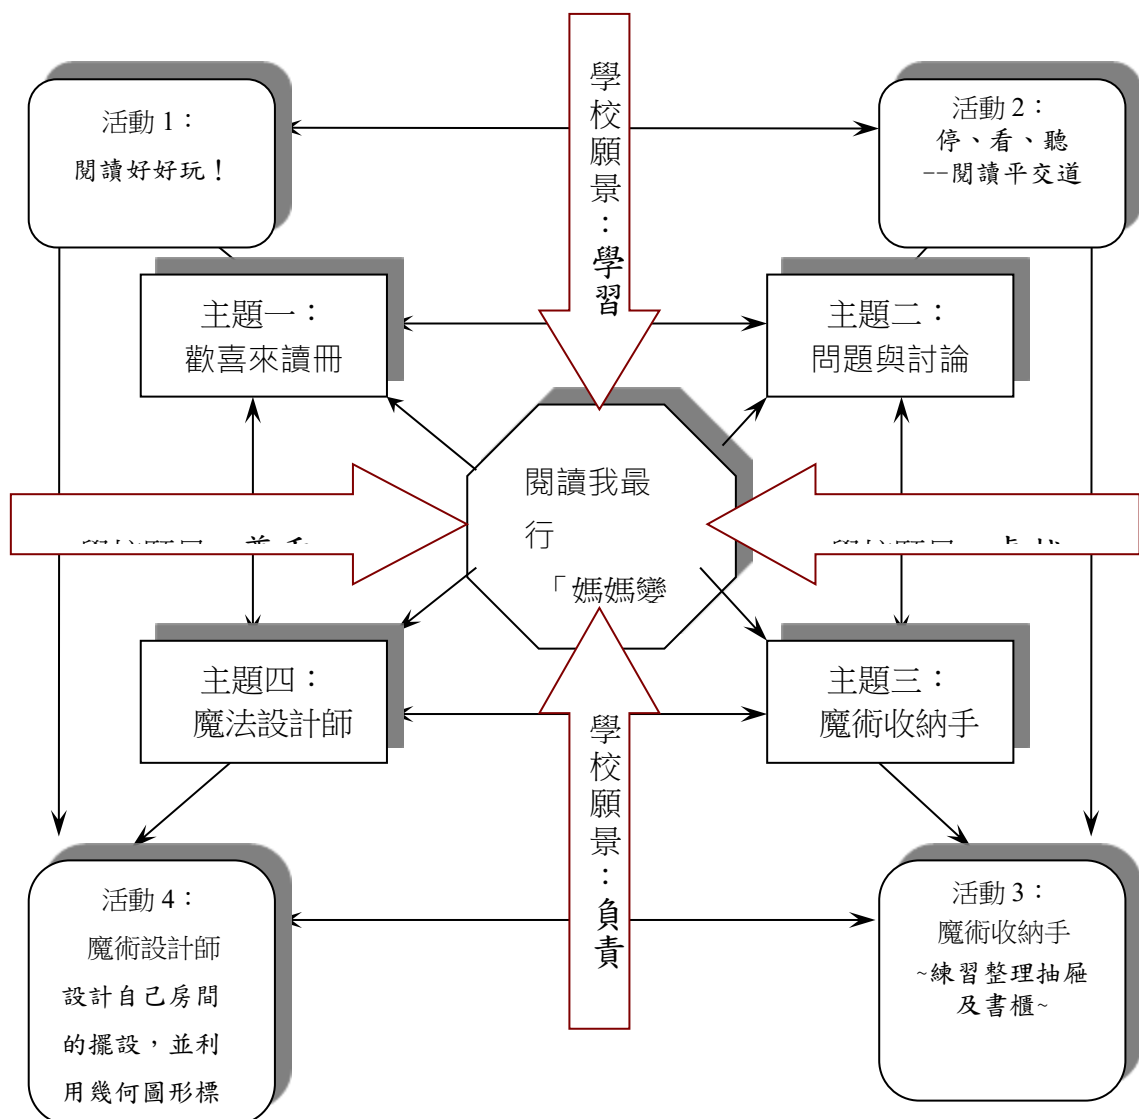 學校願景：學習
活動 1：
閱讀好好玩！
活動 2：
停、看、聽
--閱讀平交道
主題一：
歡喜來讀冊
主題二：
問題與討論
閱讀我最
行
「媽媽變
主題四：
魔法設計師
主題三：
魔術收納手
學校願景：負責
活動 4：
魔術設計師
設計自己房間
的擺設，並利
用幾何圖形標
活動 3：
魔術收納手
~練習整理抽屜
及書櫃~